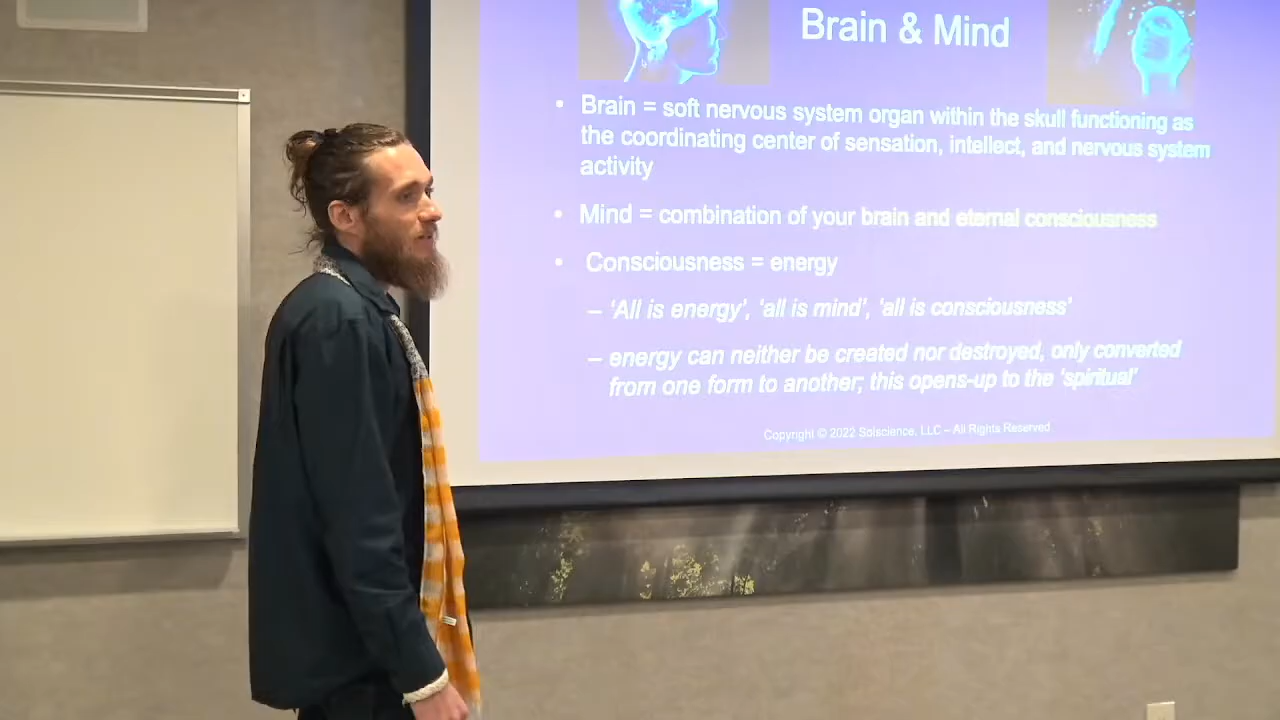 Brain & Mind
• Brain = soft nervous system organ within the skull functioning as
the coordinating center of sensation, intellect, and nervous system
activity
• Mind = combination of your brain and eternal consciousness
• Consciousness = energy
– ‘All is energy’, ‘all is mind’, ‘all is consciousness’
– energy can neither be created nor destroyed, only converted
from one form to another; this opens-up to the ‘spiritual’
Copyright © 2022 Solscience, LLC – All Rights Reserved